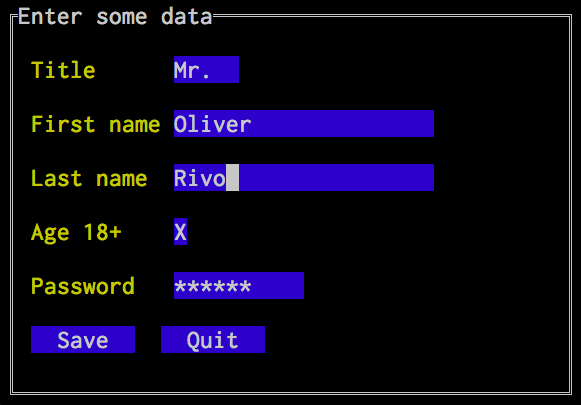 Enter some data
Title Mr.
First name Oliver
Last name Rivo
Age 18+ X
Password ******
Save Quit